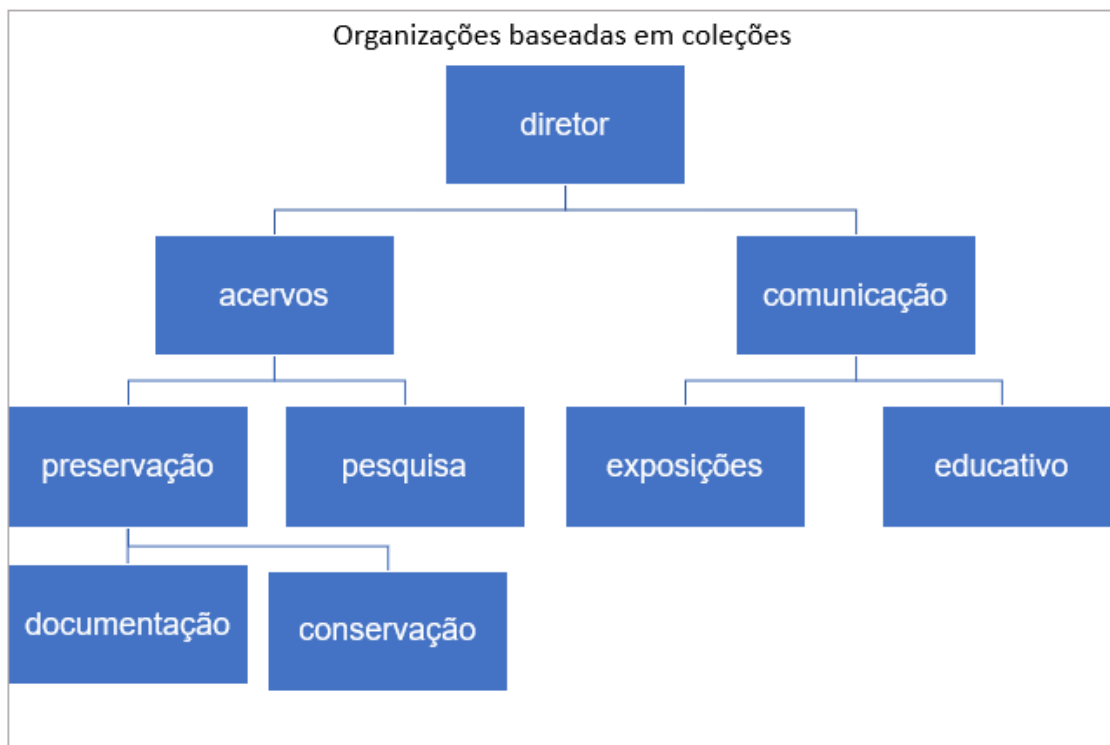 Organizações baseadas em coleções
diretor
acervos
comunicação
preservação
pesquisa
exposições
educativo
documentação
conservação